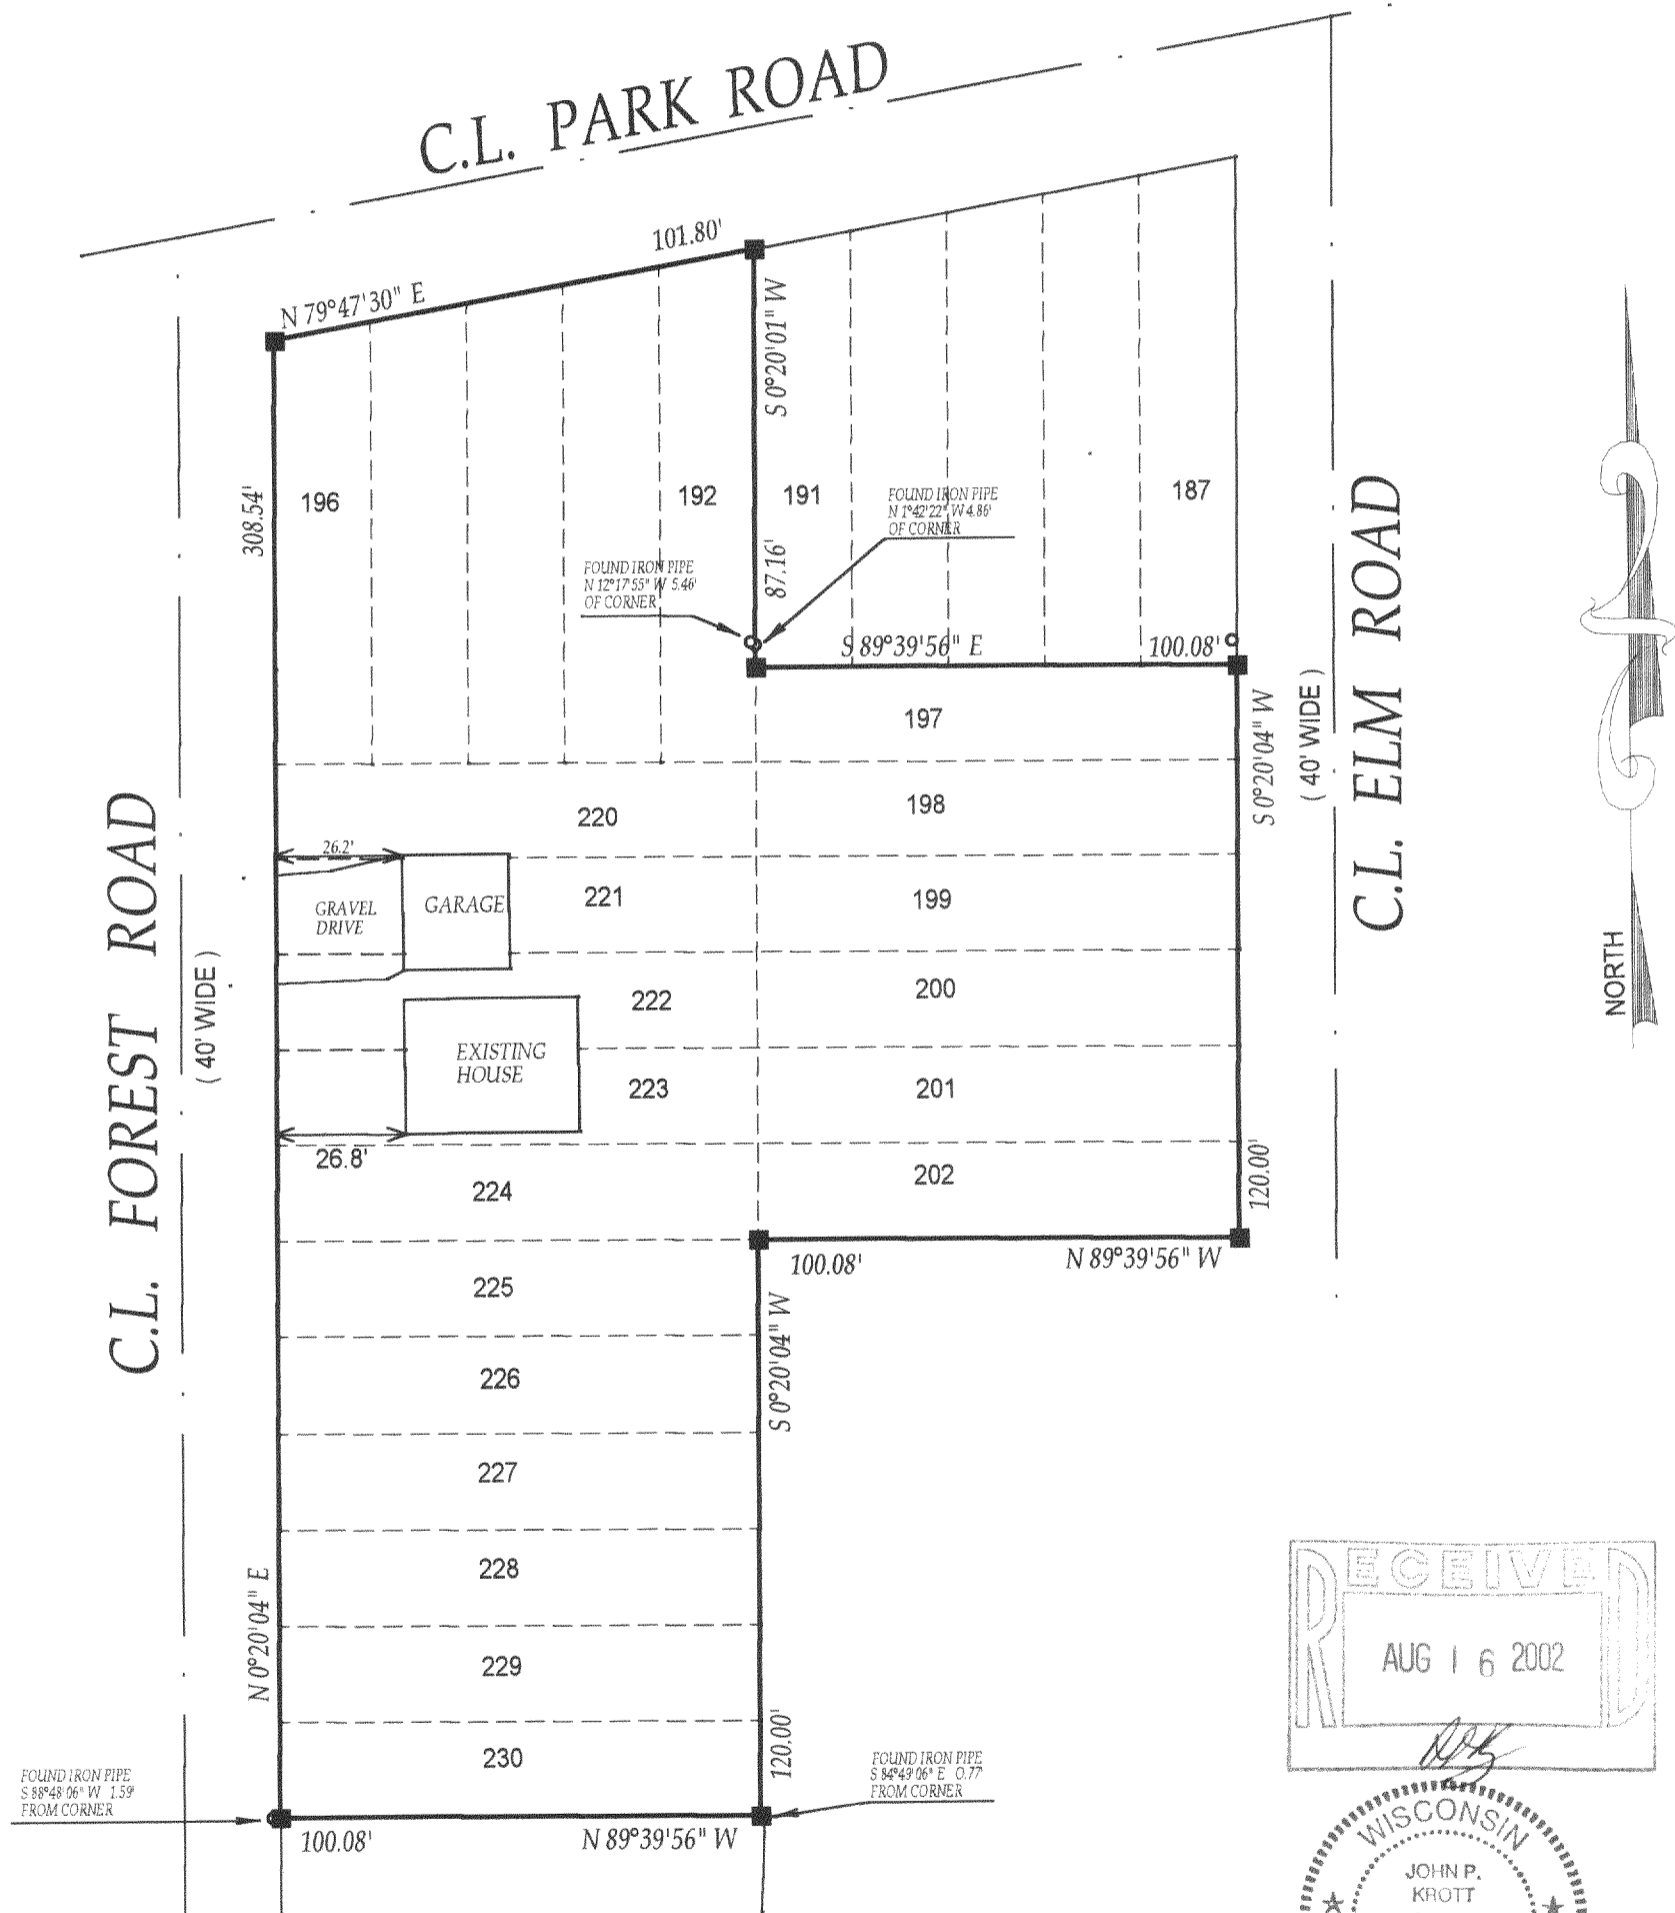 C.L. PARK ROAD
101.80'
N 79°47'30" E
S 0°20'01" W
308.54'
196
192
191
187
FOUND IRON PIPE
N 1°42'22" W 4.86'
OF CORNER
87.16'
FOUND IRON PIPE
N 12°17'55" W 5.46'
OF CORNER
S 89°39'56" E
100.08'
C.L. ELM ROAD
( 40' WIDE )
S 0°20'04" W
NORTH
197
198
220
26.2'
GRAVEL
DRIVE
GARAGE
221
199
C.L. FOREST ROAD
( 40' WIDE )
222
200
EXISTING
HOUSE
223
201
26.8'
224
202
120.00'
100.08'
N 89°39'56" W
225
S 0°20'04" W
226
227
228
N 0°20'04" E
229
230
120.00'
FOUND IRON PIPE
S 88°48'06" W 1.59'
FROM CORNER
FOUND IRON PIPE
S 84°49'06" E 0.77'
FROM CORNER
100.08'
N 89°39'56" W
RECEIVED
AUG 16 2002
WISCONSIN
JOHN P.
KROTT